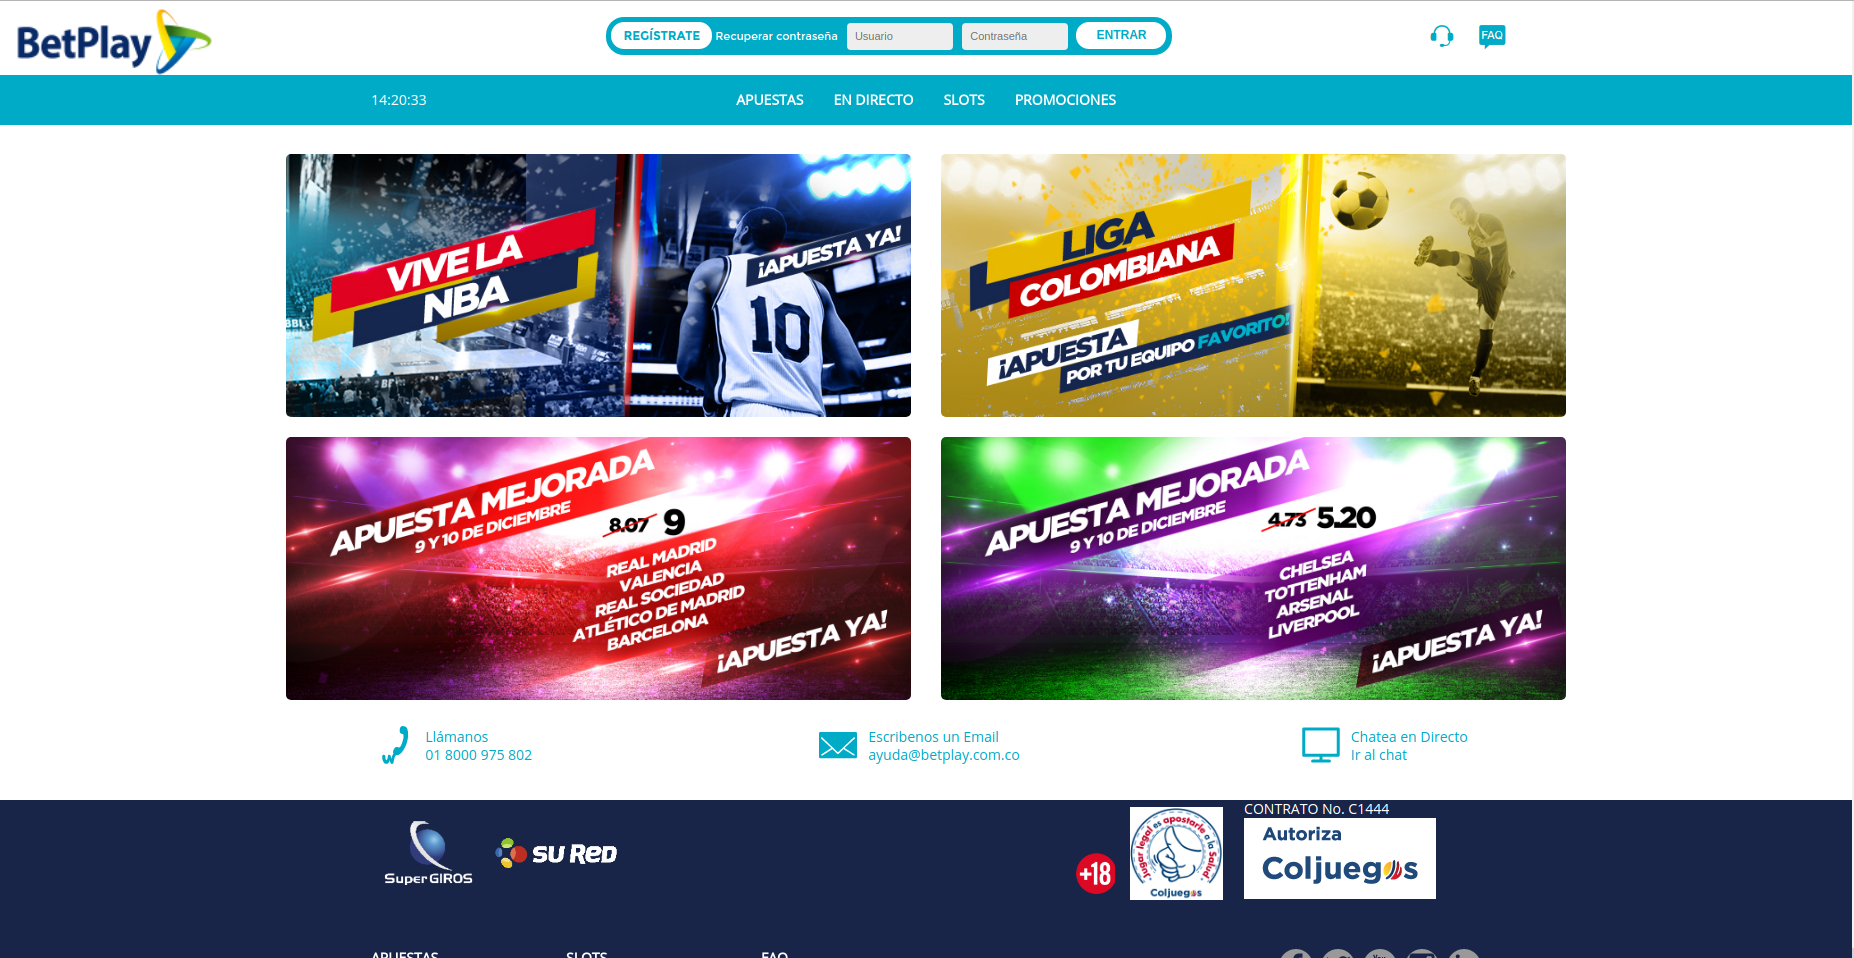 BetPlay
REGÍSTRATE Recuperar contraseña Usuario Contraseña ENTRAR
FAQ
14:20:33
APUESTAS EN DIRECTO SLOTS PROMOCIONES
VIVE LA
NBA
¡APUESTA YA!
10
LIGA
COLOMBIANA
¡APUESTA
POR TU EQUIPO FAVORITO!
APUESTA MEJORADA
9 Y 10 DE DICIEMBRE
8.07 9
REAL MADRID
VALENCIA
REAL SOCIEDAD
ATLÉTICO DE MADRID
BARCELONA
¡APUESTA YA!
APUESTA MEJORADA
9 Y 10 DE DICIEMBRE
4.73 5.20
CHELSEA
TOTTENHAM
ARSENAL
LIVERPOOL
¡APUESTA YA!
Llámanos
01 8000 975 802
Escribenos un Email
ayuda@betplay.com.co
Chatea en Directo
Ir al chat
SuperGIROS
SU RED
+18
Jugar legal es apostarle a la Salud
Coljuegos
CONTRATO No. C1444
Autoriza
Coljuegos
APUESTAS SLOTS FAQ